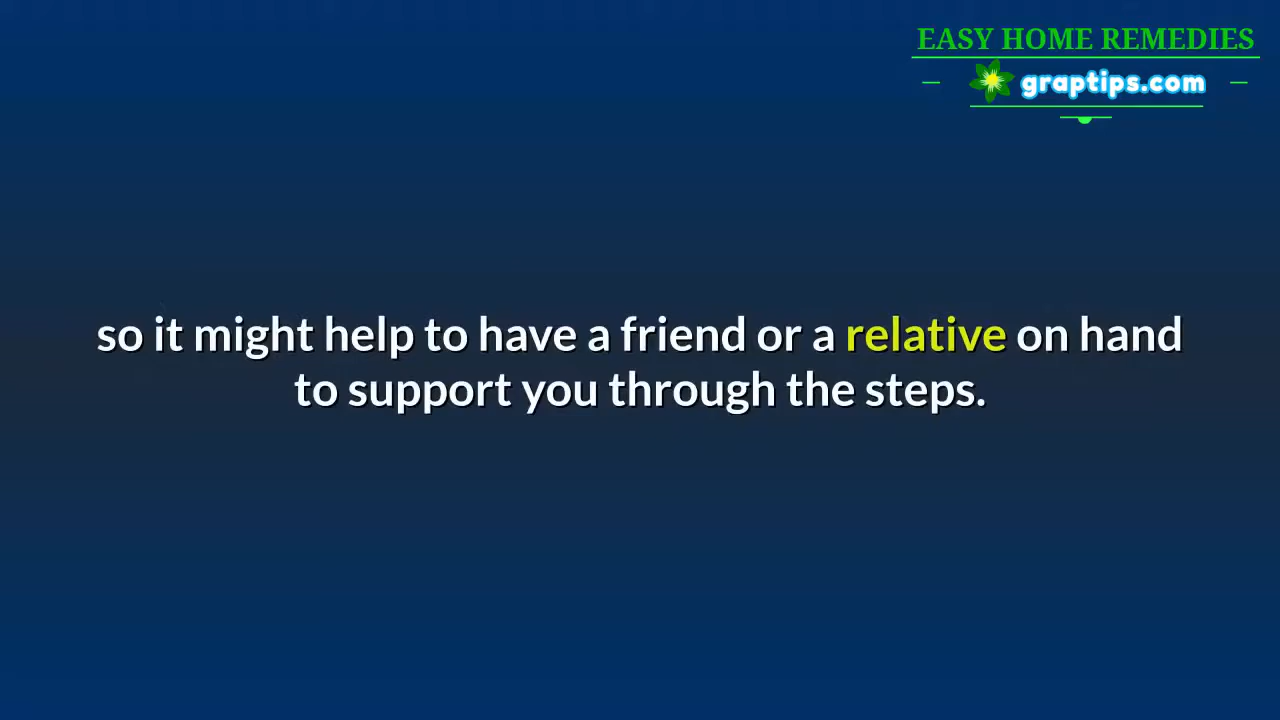 EASY HOME REMEDIES
graptips.com
so it might help to have a friend or a relative on hand
to support you through the steps.